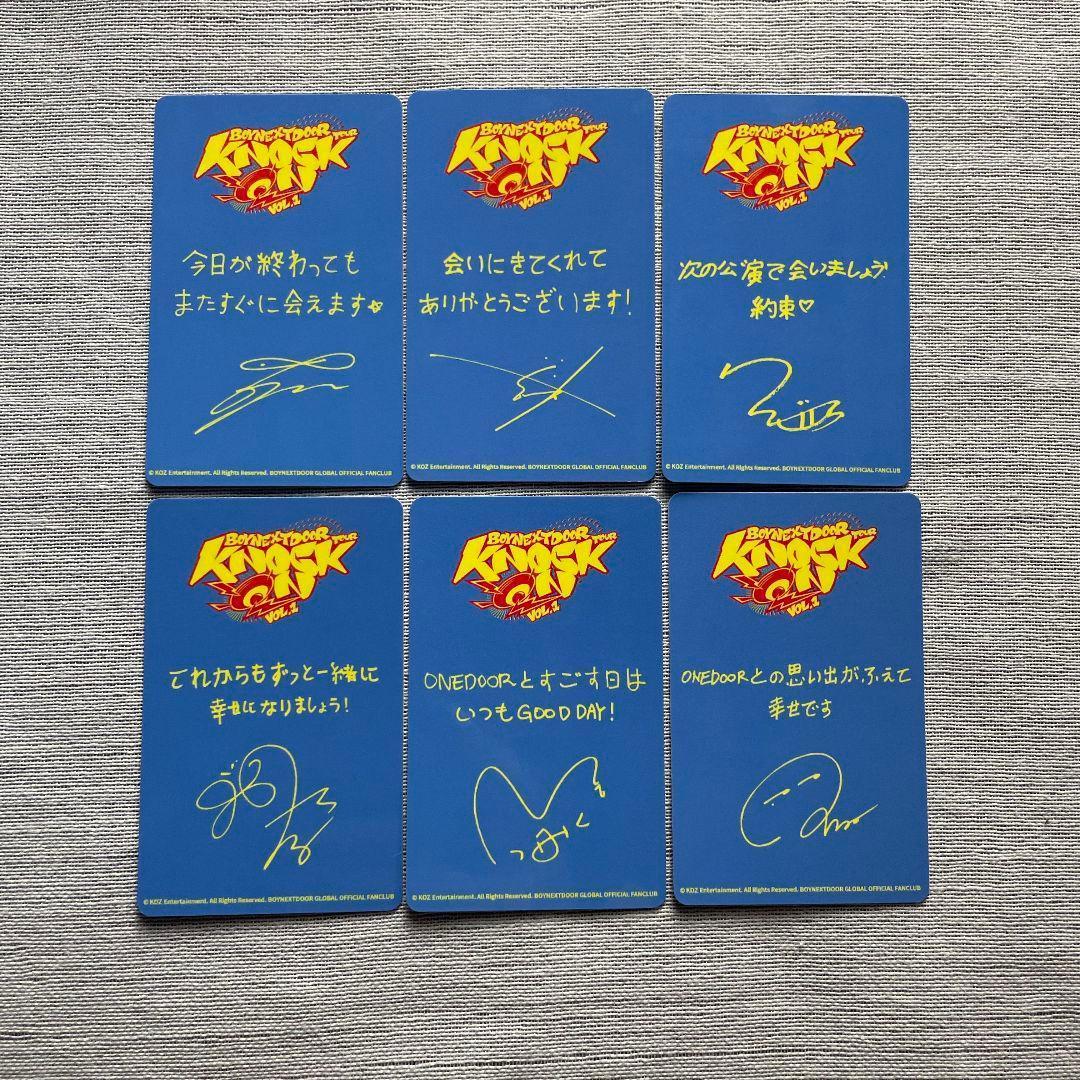 BOYNEXTDOOR TOUR
KNOCK
ON
VOL.1
今日が終わっても
またすぐに会えます♡
© KOZ Entertainment. All Rights Reserved. BOYNEXTDOOR GLOBAL OFFICIAL FANCLUB
BOYNEXTDOOR TOUR
KNOCK
ON
VOL.1
会いにきてくれて
ありがとうございます!
© KOZ Entertainment. All Rights Reserved. BOYNEXTDOOR GLOBAL OFFICIAL FANCLUB
BOYNEXTDOOR TOUR
KNOCK
ON
VOL.1
次の公演で会いましょう
約束♡
© KOZ Entertainment. All Rights Reserved. BOYNEXTDOOR GLOBAL OFFICIAL FANCLUB
BOYNEXTDOOR TOUR
KNOCK
ON
VOL.1
これからもずっと一緒に
幸せになりましょう!
© KOZ Entertainment. All Rights Reserved. BOYNEXTDOOR GLOBAL OFFICIAL FANCLUB
BOYNEXTDOOR TOUR
KNOCK
ON
VOL.1
ONEDOORとすごす日は
いつもGOOD DAY!
© KOZ Entertainment. All Rights Reserved. BOYNEXTDOOR GLOBAL OFFICIAL FANCLUB
BOYNEXTDOOR TOUR
KNOCK
ON
VOL.1
ONEDOORとの思い出がふえて
幸せです
© KOZ Entertainment. All Rights Reserved. BOYNEXTDOOR GLOBAL OFFICIAL FANCLUB